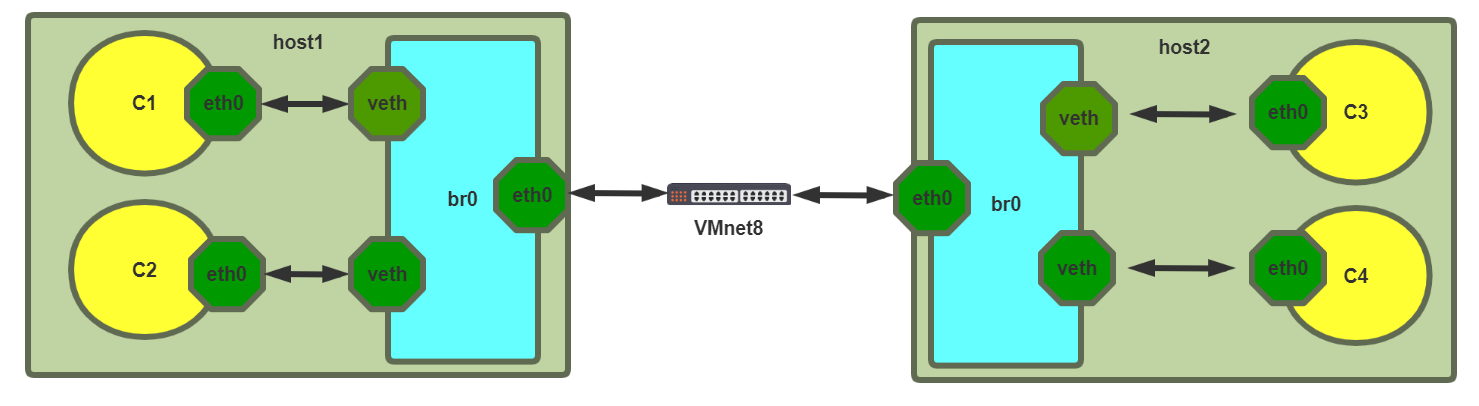 host1
C1
eth0
veth
br0
eth0
C2
eth0
veth
VMnet8
host2
eth0
br0
veth
eth0
C3
veth
eth0
C4